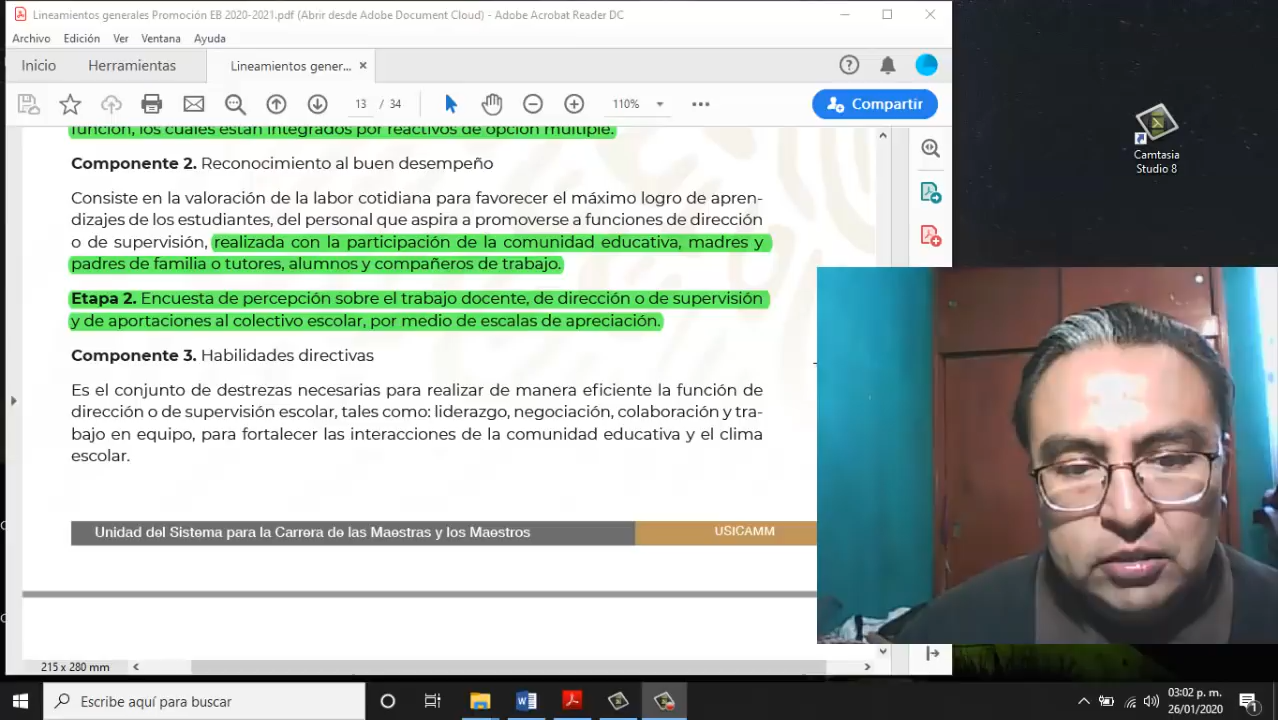 Lineamientos generales Promoción EB 2020-2021.pdf (Abrir desde Adobe Document Cloud) - Adobe Acrobat Reader DC
Archivo Edición Ver Ventana Ayuda
Inicio Herramientas Lineamientos gener... ×
13 / 34 110% Compartir
función, los cuales están integrados por reactivos de opción múltiple.
Componente 2. Reconocimiento al buen desempeño
Consiste en la valoración de la labor cotidiana para favorecer el máximo logro de apren-
dizajes de los estudiantes, del personal que aspira a promoverse a funciones de dirección
o de supervisión, realizada con la participación de la comunidad educativa, madres y
padres de familia o tutores, alumnos y compañeros de trabajo.
Etapa 2. Encuesta de percepción sobre el trabajo docente, de dirección o de supervisión
y de aportaciones al colectivo escolar, por medio de escalas de apreciación.
Componente 3. Habilidades directivas
Es el conjunto de destrezas necesarias para realizar de manera eficiente la función de
dirección o de supervisión escolar, tales como: liderazgo, negociación, colaboración y tra-
bajo en equipo, para fortalecer las interacciones de la comunidad educativa y el clima
escolar.
Unidad del Sistema para la Carrera de las Maestras y los Maestros USICAMM
215 x 280 mm
Camtasia
Studio 8
Escribe aquí para buscar
03:02 p. m.
26/01/2020
1